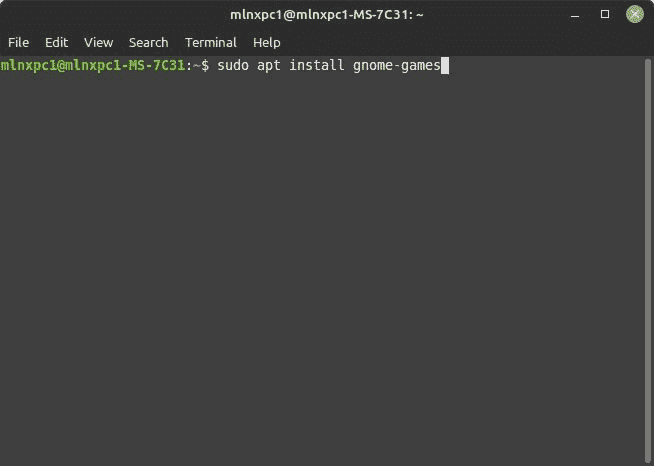 mlnxpc1@mlnxpc1-MS-7C31: ~
File Edit View Search Terminal Help
mlnxpc1@mlnxpc1-MS-7C31:~$ sudo apt install gnome-games